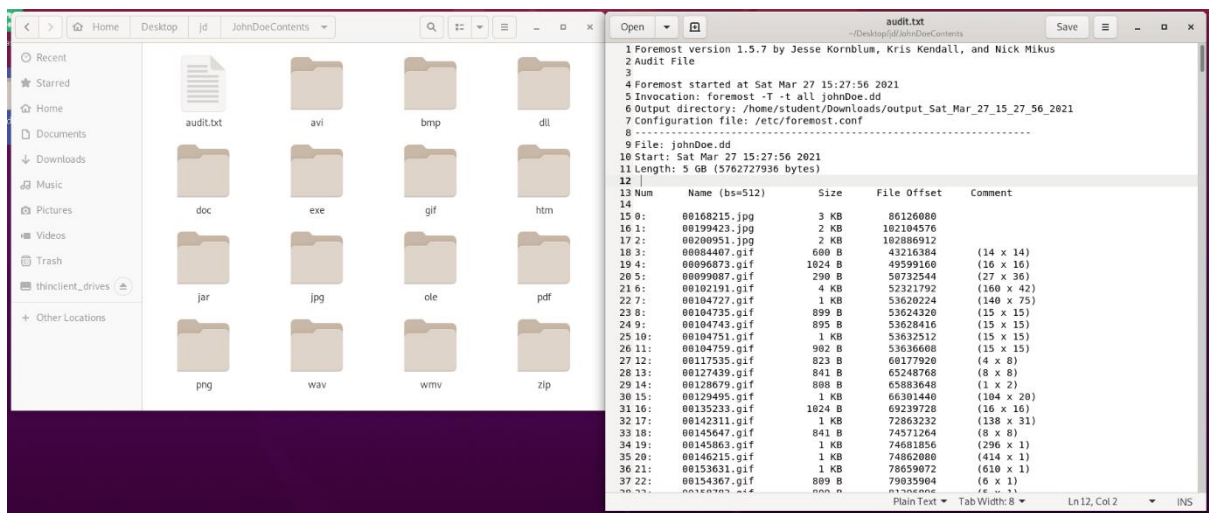 Home Desktop jd JohnDoeContents
Recent
Starred
Home
Documents
Downloads
Music
Pictures
Videos
Trash
thinclient_drives
+ Other Locations
audit.txt avi bmp dll
doc exe gif htm
jar jpg ole pdf
png wav wmv zip
Open audit.txt Save
~/Desktop/jd/JohnDoeContents
1 Foremost version 1.5.7 by Jesse Kornblum, Kris Kendall, and Nick Mikus
2 Audit File
3
4 Foremost started at Sat Mar 27 15:27:56 2021
5 Invocation: foremost -T -t all johnDoe.dd
6 Output directory: /home/student/Downloads/output_Sat_Mar_27_15_27_56_2021
7 Configuration file: /etc/foremost.conf
8 ------------------------------------------------------------------
9 File: johnDoe.dd
10 Start: Sat Mar 27 15:27:56 2021
11 Length: 5 GB (5762727936 bytes)
12
13 Num Name (bs=512) Size File Offset Comment
14
15 0: 00168215.jpg 3 KB 86126080
16 1: 00199423.jpg 2 KB 102104576
17 2: 00200951.jpg 2 KB 102886912
18 3: 00084407.gif 600 B 43216384 (14 x 14)
19 4: 00096873.gif 1024 B 49599160 (16 x 16)
20 5: 00099087.gif 290 B 50732544 (27 x 36)
21 6: 00102191.gif 4 KB 52321792 (160 x 42)
22 7: 00104727.gif 1 KB 53620224 (140 x 75)
23 8: 00104735.gif 899 B 53624320 (15 x 15)
24 9: 00104743.gif 895 B 53628416 (15 x 15)
25 10: 00104751.gif 1 KB 53632512 (15 x 15)
26 11: 00104759.gif 902 B 53636608 (15 x 15)
27 12: 00117535.gif 823 B 60177920 (4 x 8)
28 13: 00127439.gif 841 B 65248768 (8 x 8)
29 14: 00128679.gif 808 B 65883648 (1 x 2)
30 15: 00129495.gif 1 KB 66301440 (104 x 20)
31 16: 00135233.gif 1024 B 69239728 (16 x 16)
32 17: 00142311.gif 1 KB 72863232 (138 x 31)
33 18: 00145647.gif 841 B 74571264 (8 x 8)
34 19: 00145863.gif 1 KB 74681856 (296 x 1)
35 20: 00146215.gif 1 KB 74862080 (414 x 1)
36 21: 00153631.gif 1 KB 78659072 (610 x 1)
37 22: 00154367.gif 809 B 79035904 (6 x 1)
Plain Text Tab Width: 8 Ln 12, Col 2 INS